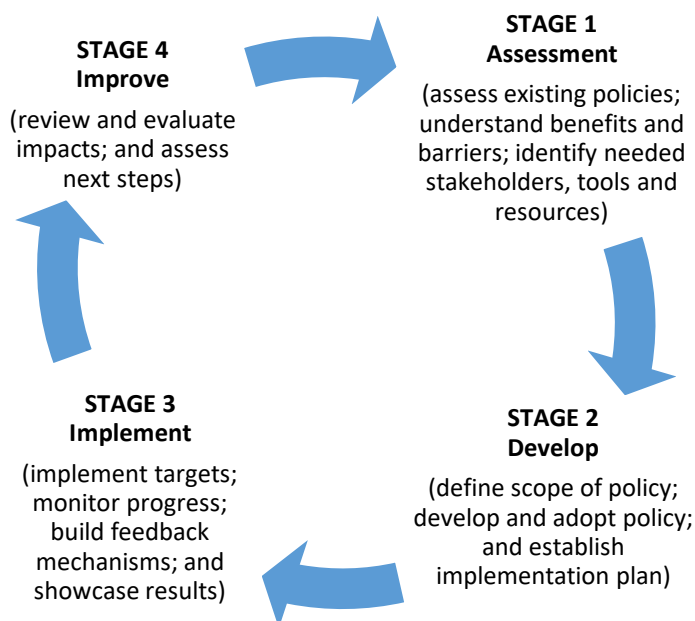 STAGE 1
Assessment
(assess existing policies;
understand benefits and
barriers; identify needed
stakeholders, tools and
resources)
STAGE 2
Develop
(define scope of policy;
develop and adopt policy;
and establish
implementation plan)
STAGE 3
Implement
(implement targets;
monitor progress;
build feedback
mechanisms; and
showcase results)
STAGE 4
Improve
(review and evaluate
impacts; and assess
next steps)